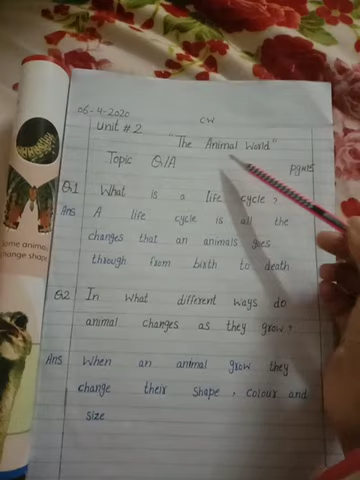 06-4-2020
CW
Unit #2
"The Animal World"
Topic Q/A
pg#15
Q1 What is a life cycle?
Ans A life cycle is all the
changes that an animals goes
through from birth to death
Q2 In what different ways do
animal changes as they grow?
Ans When an animal grow they
change their shape, colour and
size
Some anima
change shap